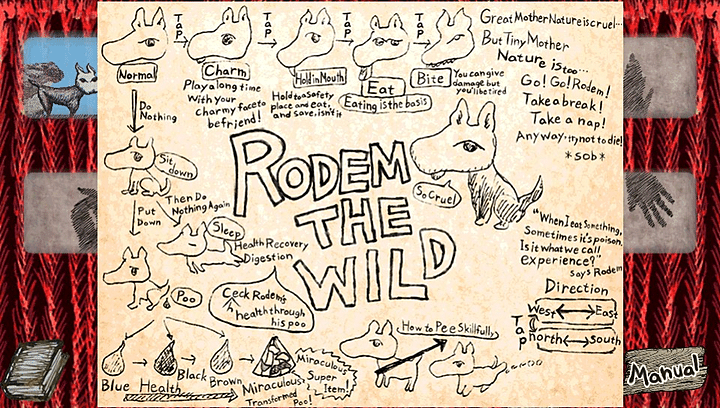 Tap
Tap
Tap
Tap
Normal
Charm
Hold in Mouth
Eat
Bite
Play a long time
With your
charmy face to
befriend!
Hold to a Safety
place and eat,
and save, isn't it
Eating is the basis
You can give
damage but
you'll be tired
Great Mother Nature is cruel...
But Tiny Mother
Nature is too...
Go! Go! Rodem!
Take a break!
Take a nap!
Anyway, try not to die!
*sob*
Do
Nothing
Sit
down
Then Do
Nothing Again
Put
Down
Sleep
Health Recovery
Digestion
Poo
Ceck Rodem's
health through
his poo
RODEM
THE
WILD
So Cruel
"When I eat Something,
Sometimes it's poison.
Is it what we call
experience?"
says Rodem
Direction
West
East
Tap
north
South
How to Pee Skillfully
Blue
Health
Black
Brown
Miraculous
Transformed
Poo!
Miraculous
Super
Item!
Manual